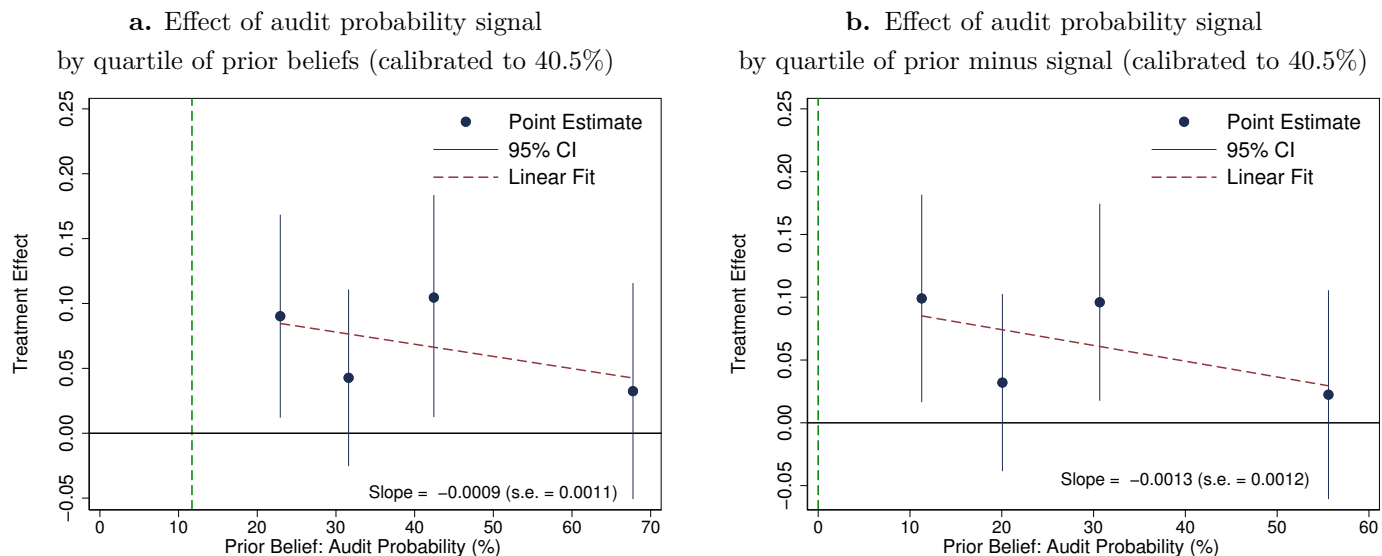 a. Effect of audit probability signal
by quartile of prior beliefs (calibrated to 40.5%)
Treatment Effect
0.25
0.20
0.15
0.10
0.05
0.00
−0.05
Point Estimate
95% CI
Linear Fit
Slope = −0.0009 (s.e. = 0.0011)
0 10 20 30 40 50 60 70
Prior Belief: Audit Probability (%)
b. Effect of audit probability signal
by quartile of prior minus signal (calibrated to 40.5%)
Treatment Effect
0.25
0.20
0.15
0.10
0.05
0.00
−0.05
Point Estimate
95% CI
Linear Fit
Slope = −0.0013 (s.e. = 0.0012)
0 10 20 30 40 50 60
Prior Belief: Audit Probability (%)